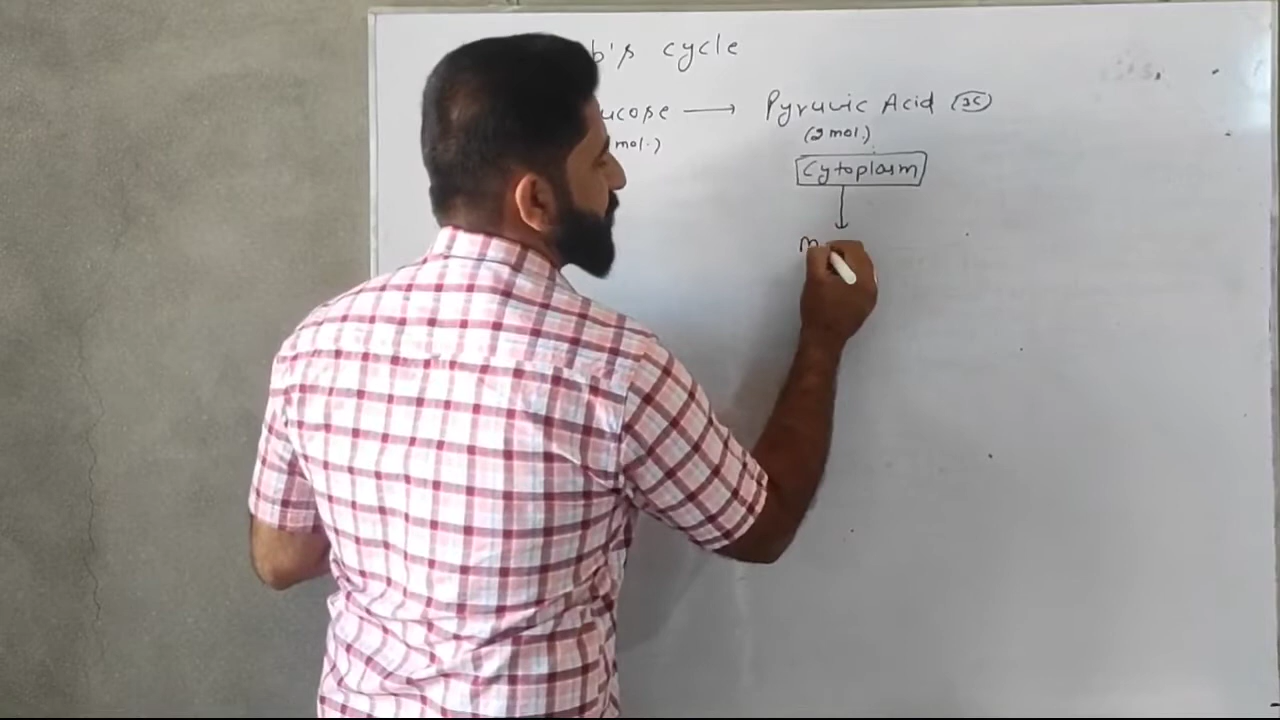 b's cycle
ucose ⟶ Pyruvic Acid (3C)
mol.) (2 mol.)
Cytoplasm
m